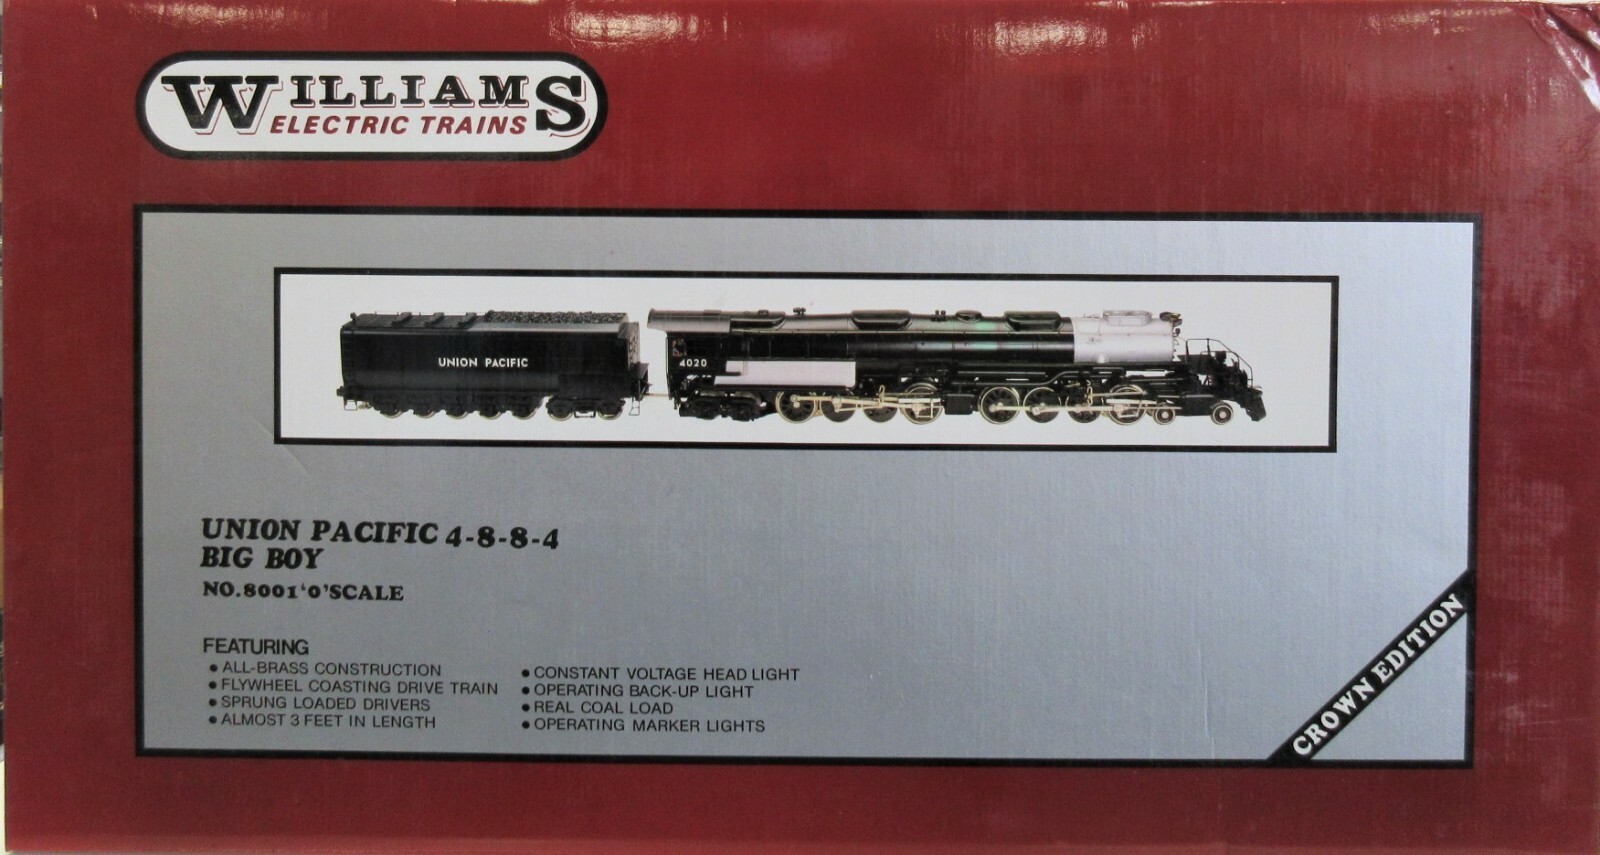 WILLIAMS
ELECTRIC TRAINS
UNION PACIFIC
4020
UNION PACIFIC 4-8-8-4
BIG BOY
NO.8001 'O' SCALE
FEATURING
• ALL-BRASS CONSTRUCTION
• FLYWHEEL COASTING DRIVE TRAIN
• SPRUNG LOADED DRIVERS
• ALMOST 3 FEET IN LENGTH
• CONSTANT VOLTAGE HEAD LIGHT
• OPERATING BACK-UP LIGHT
• REAL COAL LOAD
• OPERATING MARKER LIGHTS
CROWN EDITION